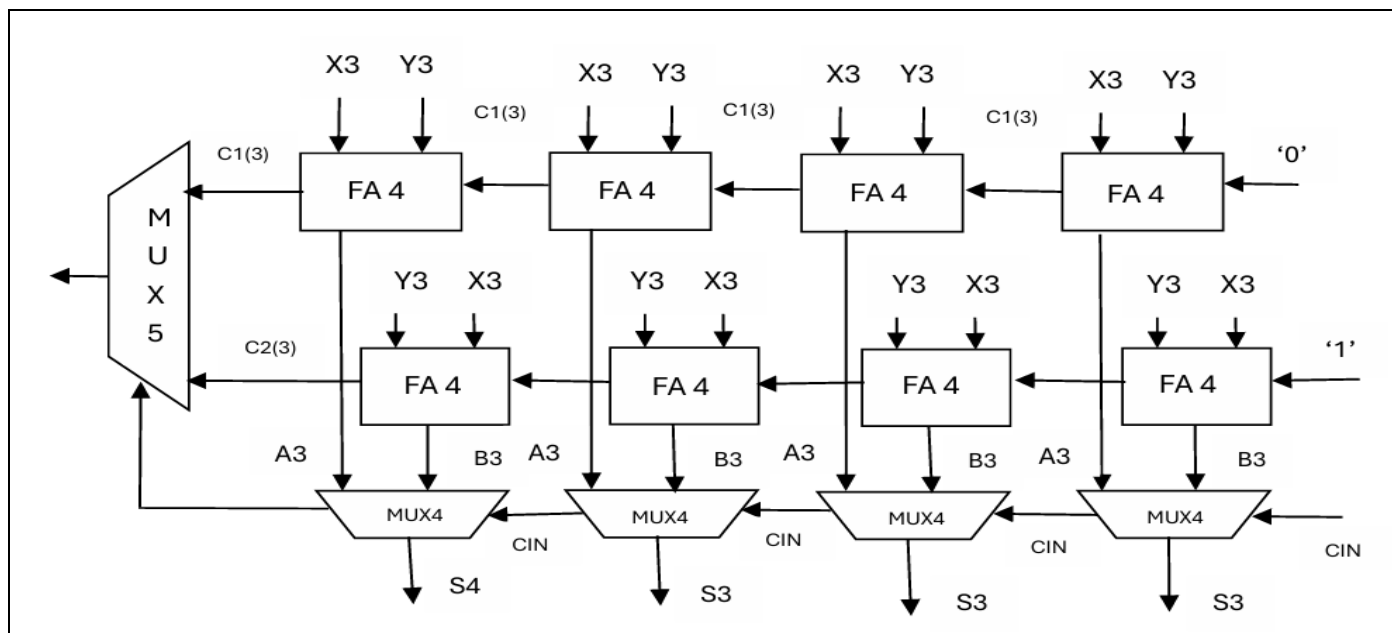 X3 Y3 X3 Y3 X3 Y3 X3 Y3
C1(3) C1(3) C1(3)
C1(3) '0'
FA 4 FA 4 FA 4 FA 4
M
U
X
5
Y3 X3 Y3 X3 Y3 X3 Y3 X3
C2(3) '1'
FA 4 FA 4 FA 4 FA 4
A3 B3 A3 B3 A3 B3 A3 B3
MUX4 MUX4 MUX4 MUX4
CIN CIN CIN CIN
S4 S3 S3 S3